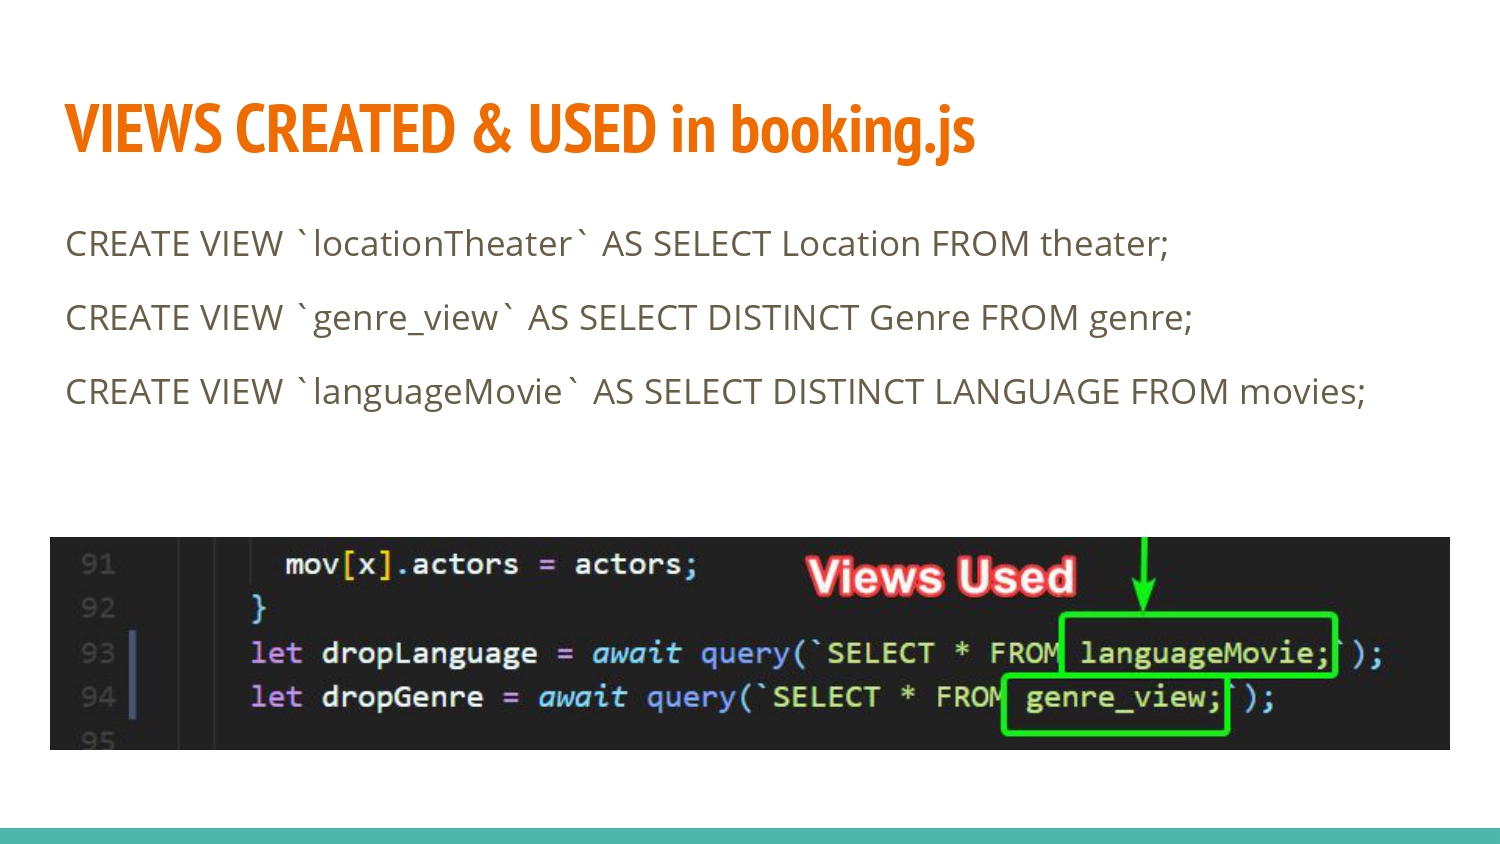 VIEWS CREATED & USED in booking.js
CREATE VIEW `locationTheater` AS SELECT Location FROM theater;
CREATE VIEW `genre_view` AS SELECT DISTINCT Genre FROM genre;
CREATE VIEW `languageMovie` AS SELECT DISTINCT LANGUAGE FROM movies;
91 mov[x].actors = actors;
Views Used
92 }
93 let dropLanguage = await query(`SELECT * FROM languageMovie;`);
94 let dropGenre = await query(`SELECT * FROM genre_view;`);
95